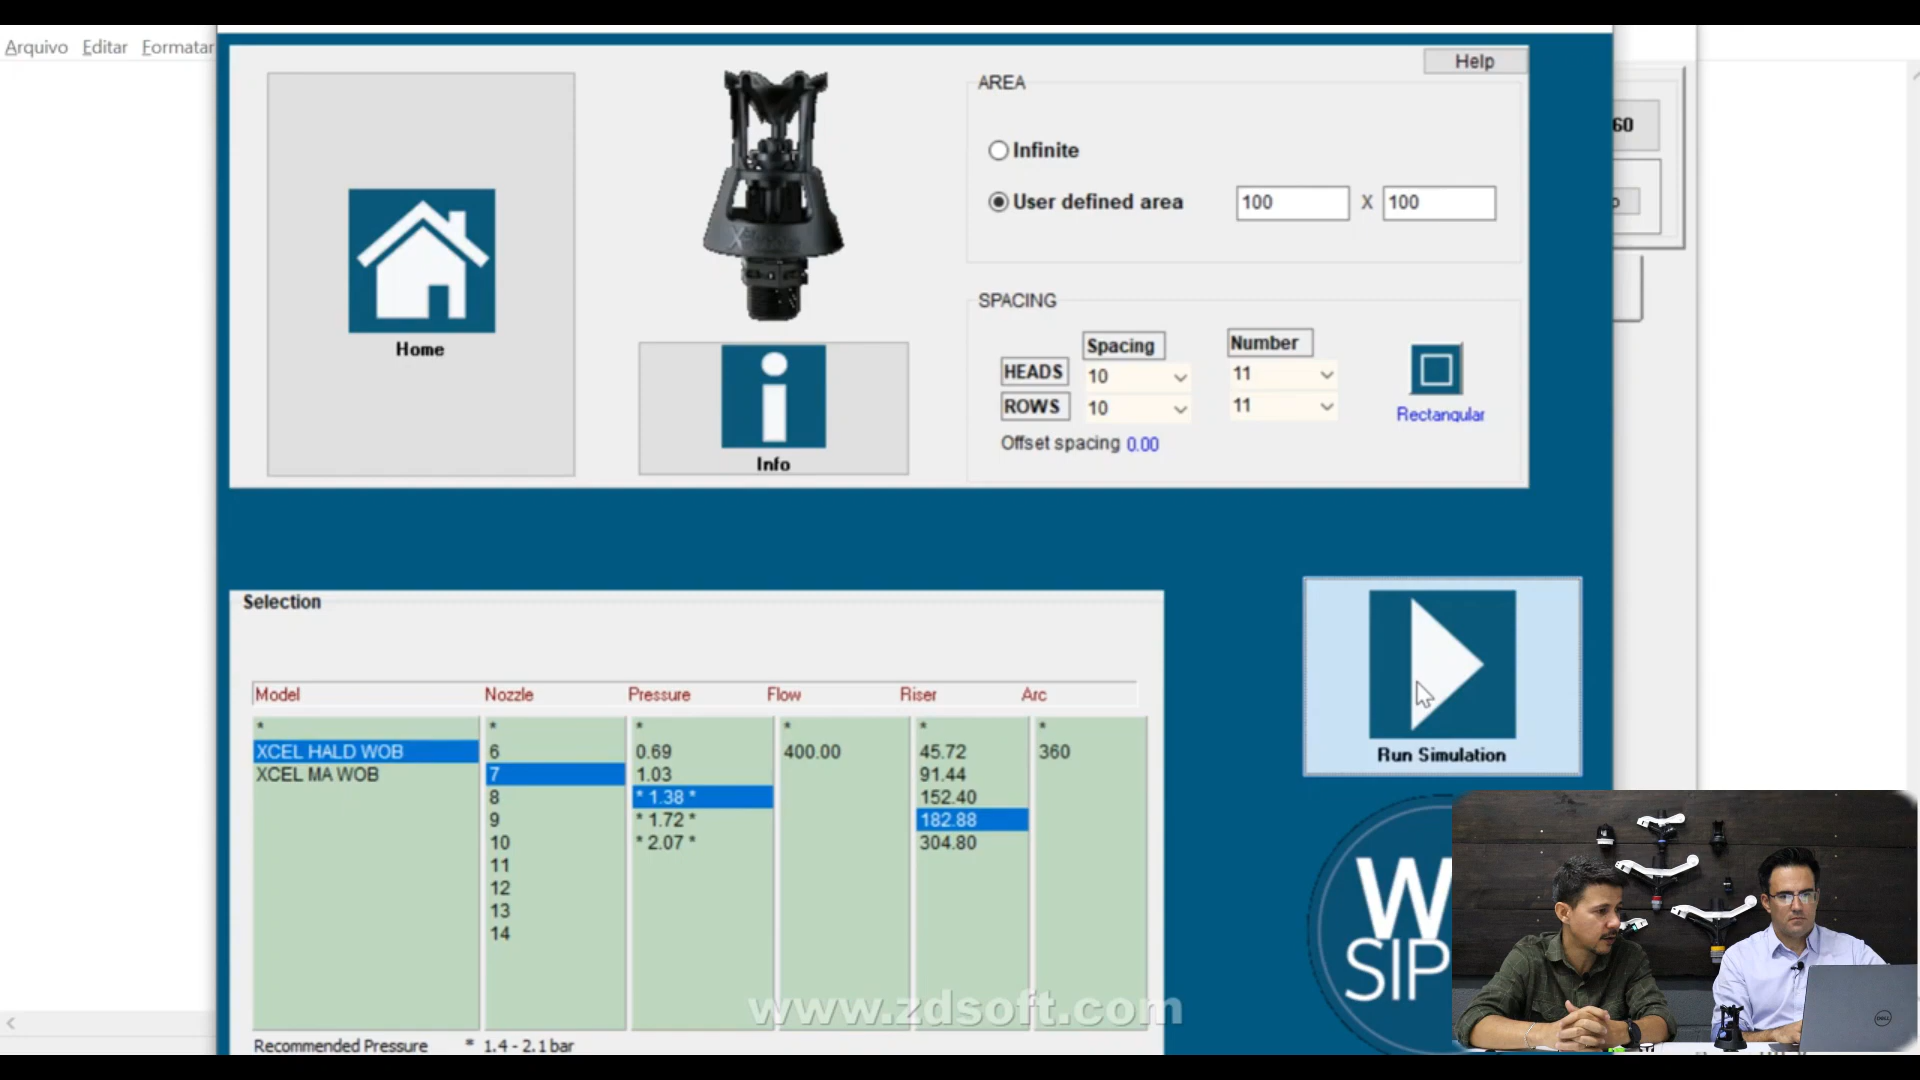 Arquivo Editar Formatar
Help
AREA
Infinite
User defined area 100 X 100
60
SPACING
Spacing Number
HEADS 10 11
ROWS 10 11
Offset spacing 0.00
Rectangular
Home
Info
Selection
Model Nozzle Pressure Flow Riser Arc
* * * * * *
XCEL HALD WOB 6 0.69 400.00 45.72 360
XCEL MA WOB 7 1.03 91.44
8 * 1.38 * 152.40
9 * 1.72 * 182.88
10 * 2.07 * 304.80
11
12
13
14
Run Simulation
W
SIP
www.zdsoft.com
Recommended Pressure * 1.4 - 2.1 bar
DELL